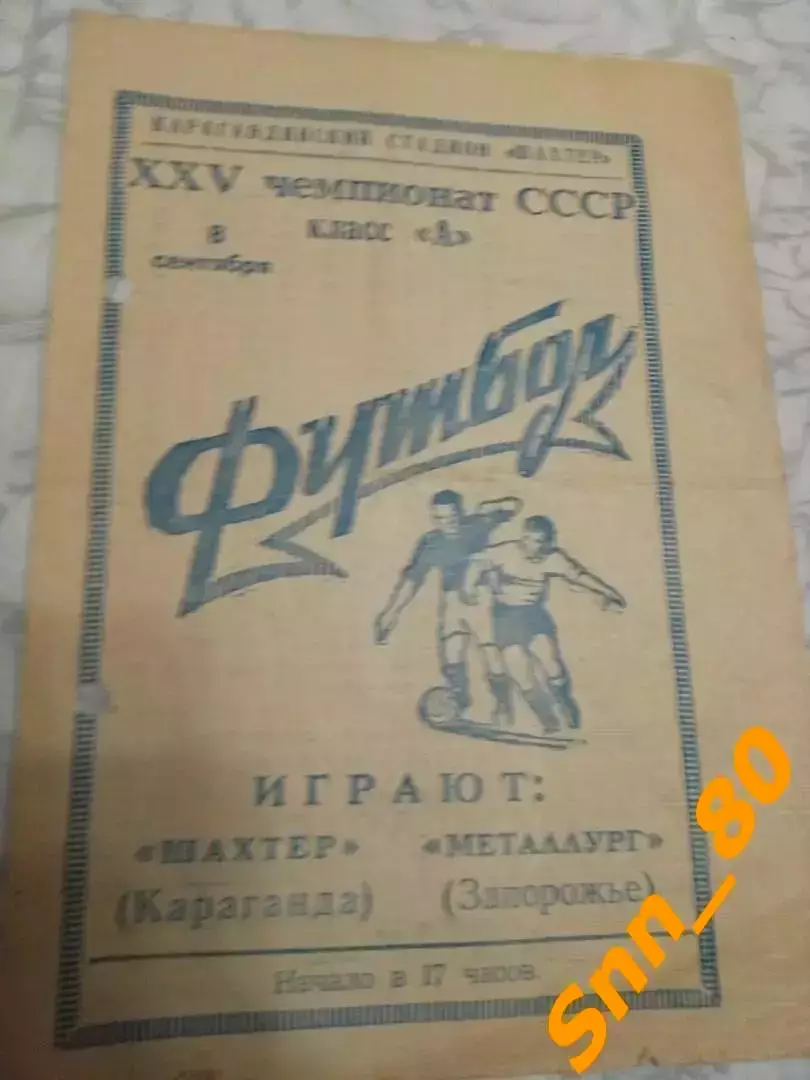 КАРАГАНДИНСКИЙ СТАДИОН «ШАХТЕР»
XXV чемпионат СССР
8 сентября
класс «А»
Футбол
ИГРАЮТ:
«ШАХТЕР» «МЕТАЛЛУРГ»
(Караганда) (Запорожье)
Начало в 17 часов.
Snn_80